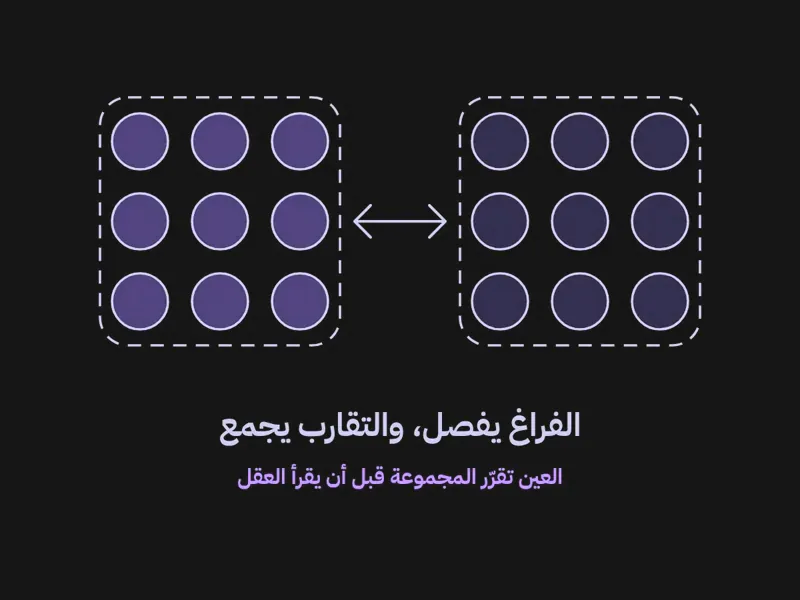 الفراغ يفصل، والتقارب يجمع
العين تقرّر المجموعة قبل أن يقرأ العقل